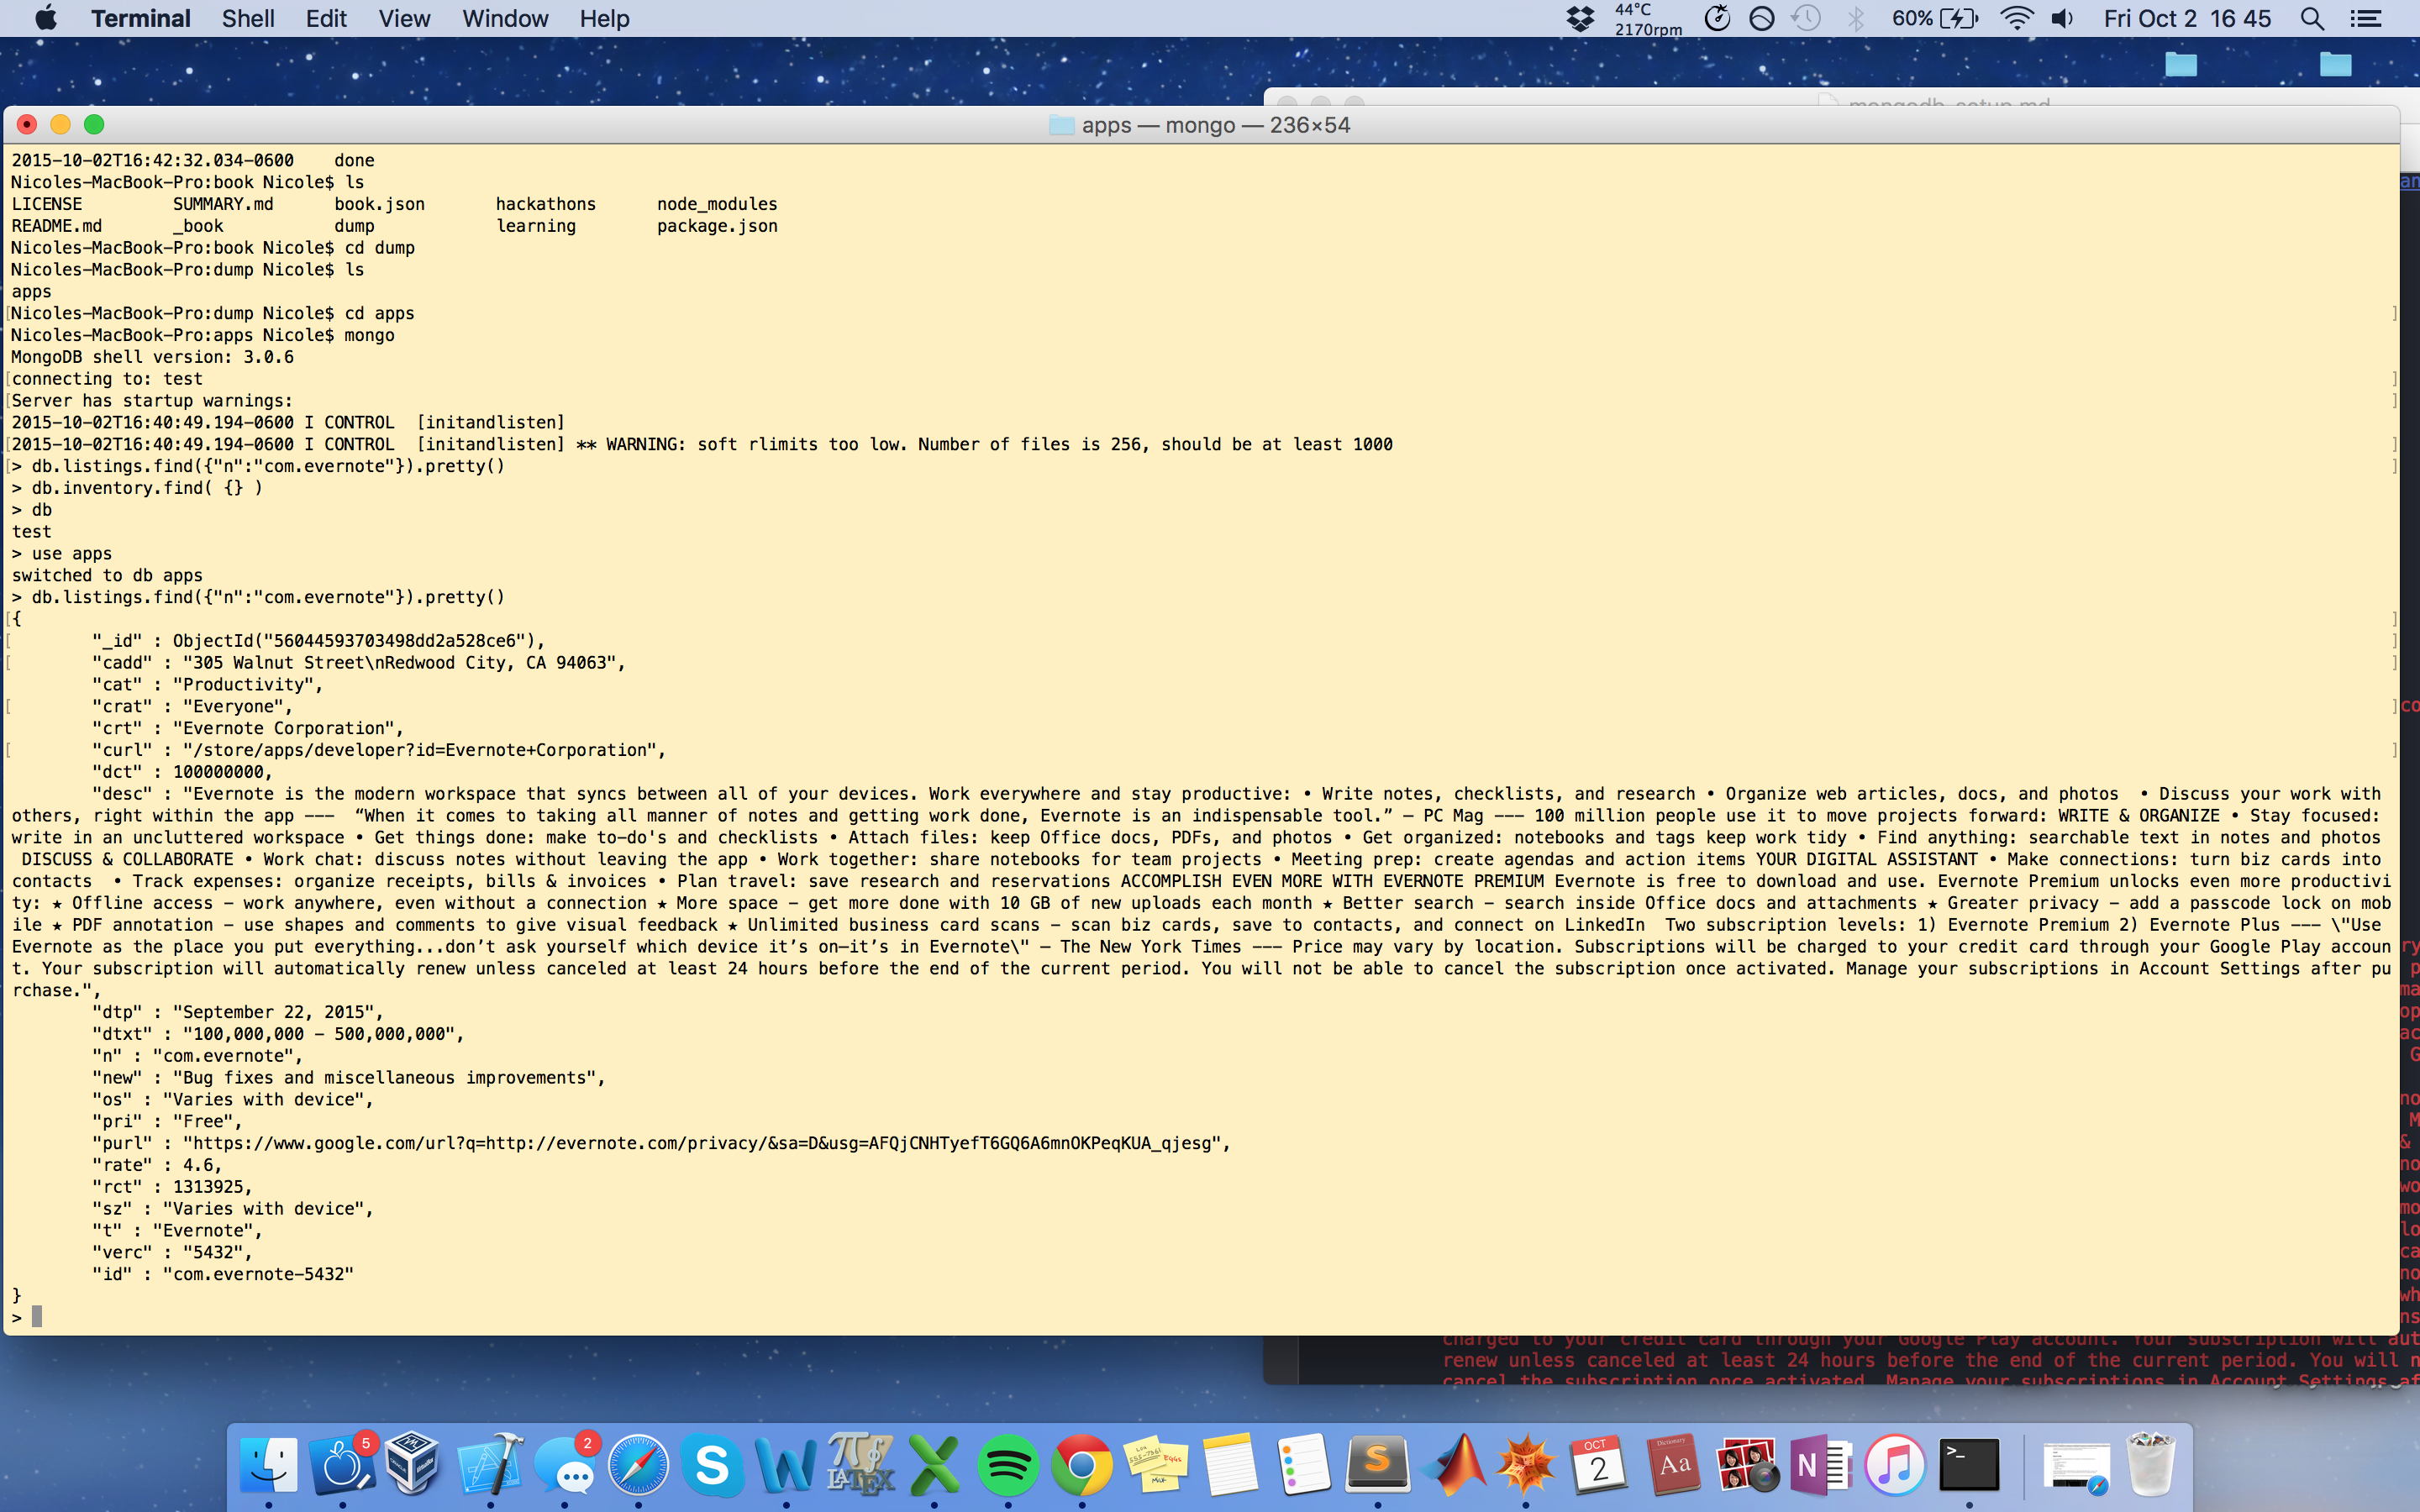 Terminal Shell Edit View Window Help 44°C 2170rpm 60% Fri Oct 2 16 45
mongodb_setup.md
apps — mongo — 236×54
2015-10-02T16:42:32.034-0600    done
Nicoles-MacBook-Pro:book Nicole$ ls
LICENSE         SUMMARY.md      book.json       hackathons      node_modules
README.md       _book           dump            learning        package.json
Nicoles-MacBook-Pro:book Nicole$ cd dump
Nicoles-MacBook-Pro:dump Nicole$ ls
apps
[Nicoles-MacBook-Pro:dump Nicole$ cd apps ]
Nicoles-MacBook-Pro:apps Nicole$ mongo
MongoDB shell version: 3.0.6
[connecting to: test ]
[Server has startup warnings: ]
2015-10-02T16:40:49.194-0600 I CONTROL  [initandlisten]
[2015-10-02T16:40:49.194-0600 I CONTROL  [initandlisten] ** WARNING: soft rlimits too low. Number of files is 256, should be at least 1000 ]
[> db.listings.find({"n":"com.evernote"}).pretty() ]
> db.inventory.find( {} )
> db
test
> use apps
switched to db apps
> db.listings.find({"n":"com.evernote"}).pretty()
[{ ]
[ "_id" : ObjectId("56044593703498dd2a528ce6"), ]
[ "cadd" : "305 Walnut Street\nRedwood City, CA 94063", ]
"cat" : "Productivity",
[ "crat" : "Everyone", ]
"crt" : "Evernote Corporation",
[ "curl" : "/store/apps/developer?id=Evernote+Corporation", ]
"dct" : 100000000,
"desc" : "Evernote is the modern workspace that syncs between all of your devices. Work everywhere and stay productive: • Write notes, checklists, and research • Organize web articles, docs, and photos  • Discuss your work with
others, right within the app ---  “When it comes to taking all manner of notes and getting work done, Evernote is an indispensable tool.” – PC Mag --- 100 million people use it to move projects forward: WRITE & ORGANIZE • Stay focused:
write in an uncluttered workspace • Get things done: make to-do's and checklists • Attach files: keep Office docs, PDFs, and photos • Get organized: notebooks and tags keep work tidy • Find anything: searchable text in notes and photos
DISCUSS & COLLABORATE • Work chat: discuss notes without leaving the app • Work together: share notebooks for team projects • Meeting prep: create agendas and action items YOUR DIGITAL ASSISTANT • Make connections: turn biz cards into
contacts  • Track expenses: organize receipts, bills & invoices • Plan travel: save research and reservations ACCOMPLISH EVEN MORE WITH EVERNOTE PREMIUM Evernote is free to download and use. Evernote Premium unlocks even more productivi
ty: ★ Offline access – work anywhere, even without a connection ★ More space – get more done with 10 GB of new uploads each month ★ Better search – search inside Office docs and attachments ★ Greater privacy – add a passcode lock on mob
ile ★ PDF annotation – use shapes and comments to give visual feedback ★ Unlimited business card scans – scan biz cards, save to contacts, and connect on LinkedIn  Two subscription levels: 1) Evernote Premium 2) Evernote Plus --- \"Use
Evernote as the place you put everything...don’t ask yourself which device it’s on—it’s in Evernote\" – The New York Times --- Price may vary by location. Subscriptions will be charged to your credit card through your Google Play accoun
t. Your subscription will automatically renew unless canceled at least 24 hours before the end of the current period. You will not be able to cancel the subscription once activated. Manage your subscriptions in Account Settings after pu
rchase.",
"dtp" : "September 22, 2015",
"dtxt" : "100,000,000 - 500,000,000",
"n" : "com.evernote",
"new" : "Bug fixes and miscellaneous improvements",
"os" : "Varies with device",
"pri" : "Free",
"purl" : "https://www.google.com/url?q=http://evernote.com/privacy/&sa=D&usg=AFQjCNHTyefT6GQ6A6mnOKPeqKUA_qjesg",
"rate" : 4.6,
"rct" : 1313925,
"sz" : "Varies with device",
"t" : "Evernote",
"verc" : "5432",
"id" : "com.evernote-5432"
}
>
charged to your credit card through your Google Play account. Your subscription will aut
renew unless canceled at least 24 hours before the end of the current period. You will n
cancel the subscription once activated. Manage your subscriptions in Account Settings af
5 2 OCT 2 Dictionary Aa